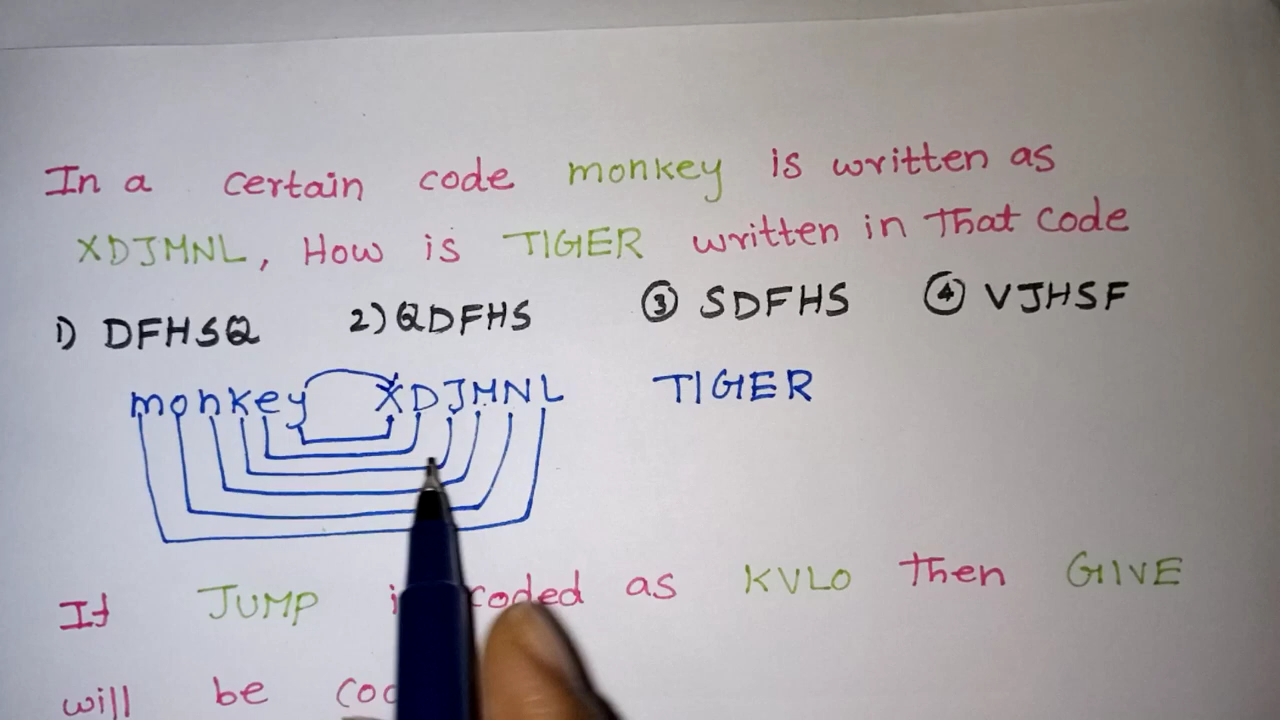 In a certain code monkey is written as
XDJMNL, How is TIGER written in That code
1) DFHSQ 2) QDFHS ③ SDFHS ④ VJHSF
monkey XDJMNL TIGER
If JUMP coded as KVLO Then GIVE
will be